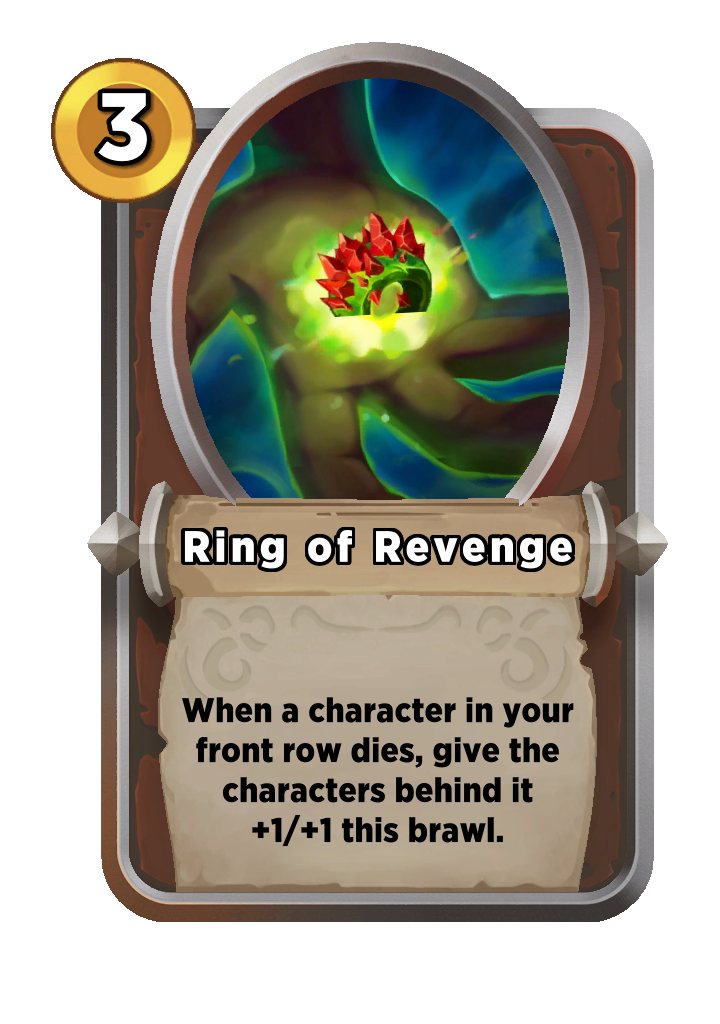 3
Ring of Revenge
When a character in your
front row dies, give the
characters behind it
+1/+1 this brawl.